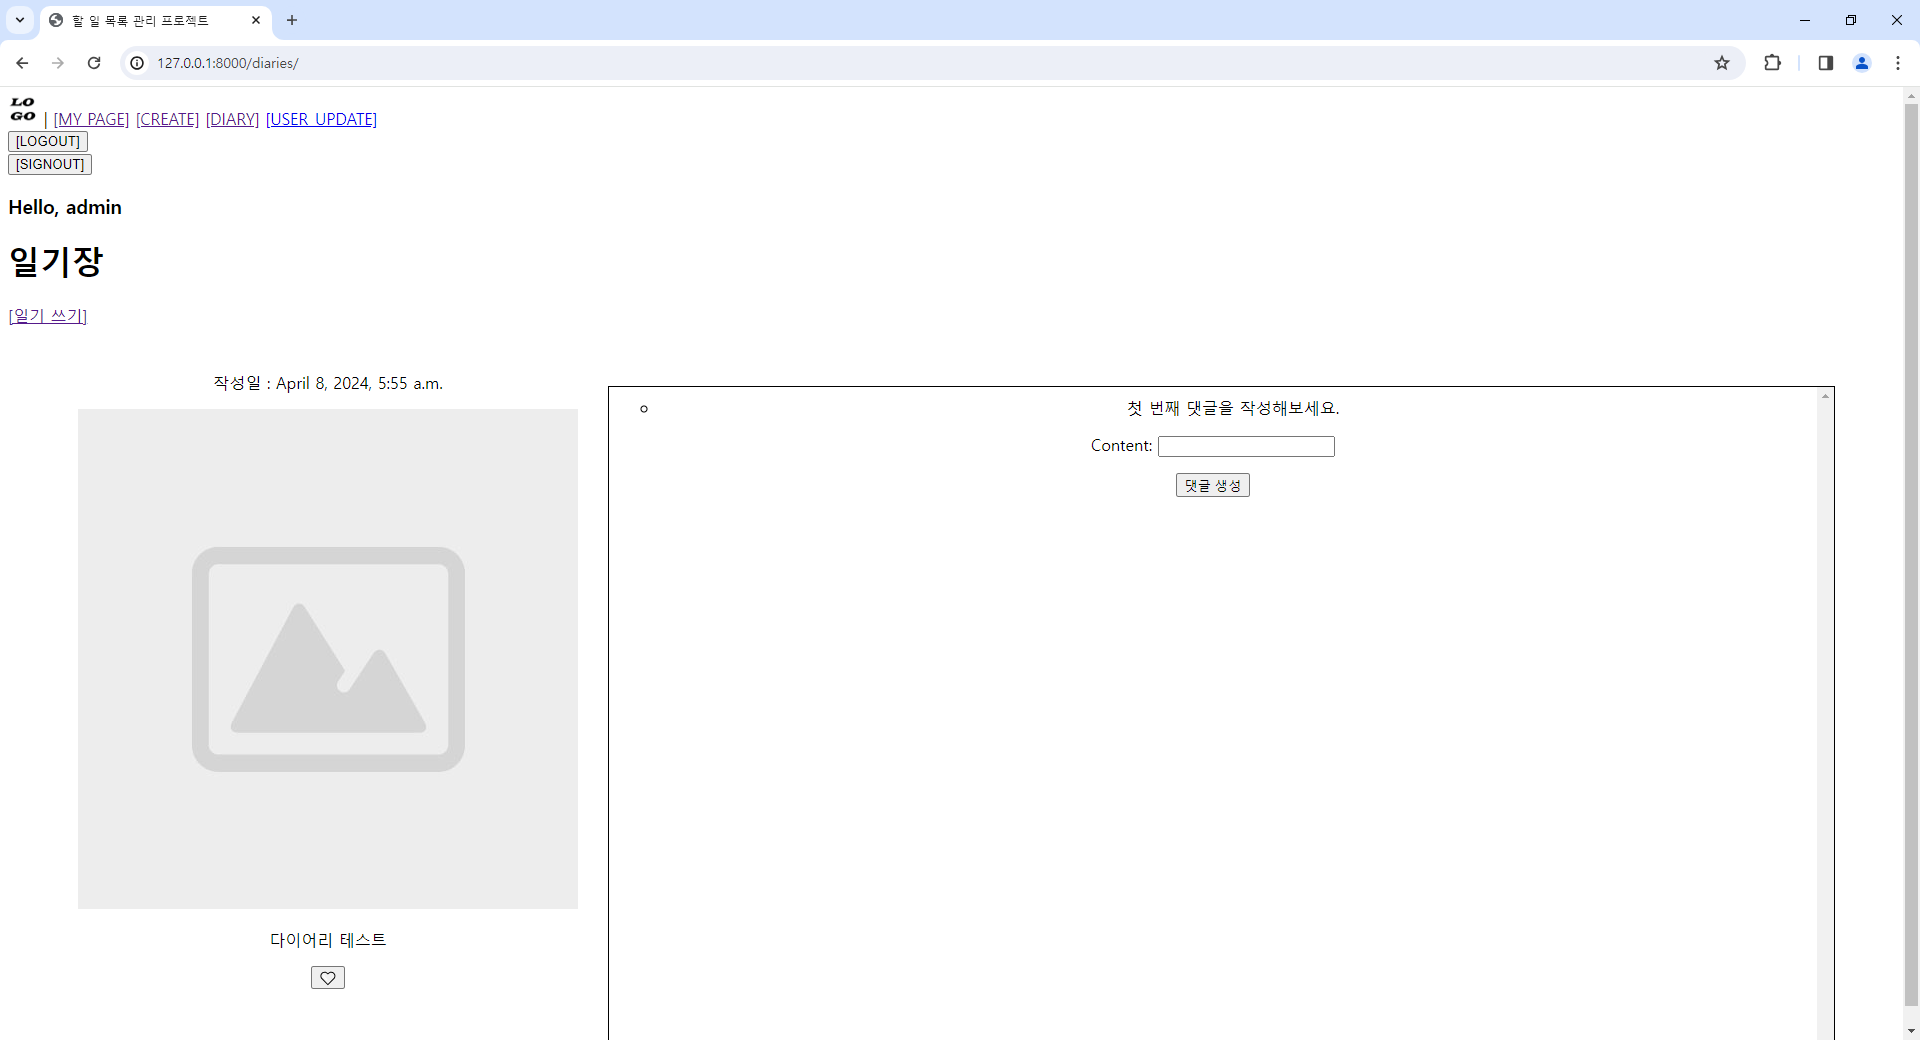 할 일 목록 관리 프로젝트
127.0.0.1:8000/diaries/
LO
GO | [MY PAGE] [CREATE] [DIARY] [USER UPDATE]
[LOGOUT]
[SIGNOUT]
Hello, admin
일기장
[일기 쓰기]
작성일 : April 8, 2024, 5:55 a.m.
첫 번째 댓글을 작성해보세요.
Content:
댓글 생성
다이어리 테스트